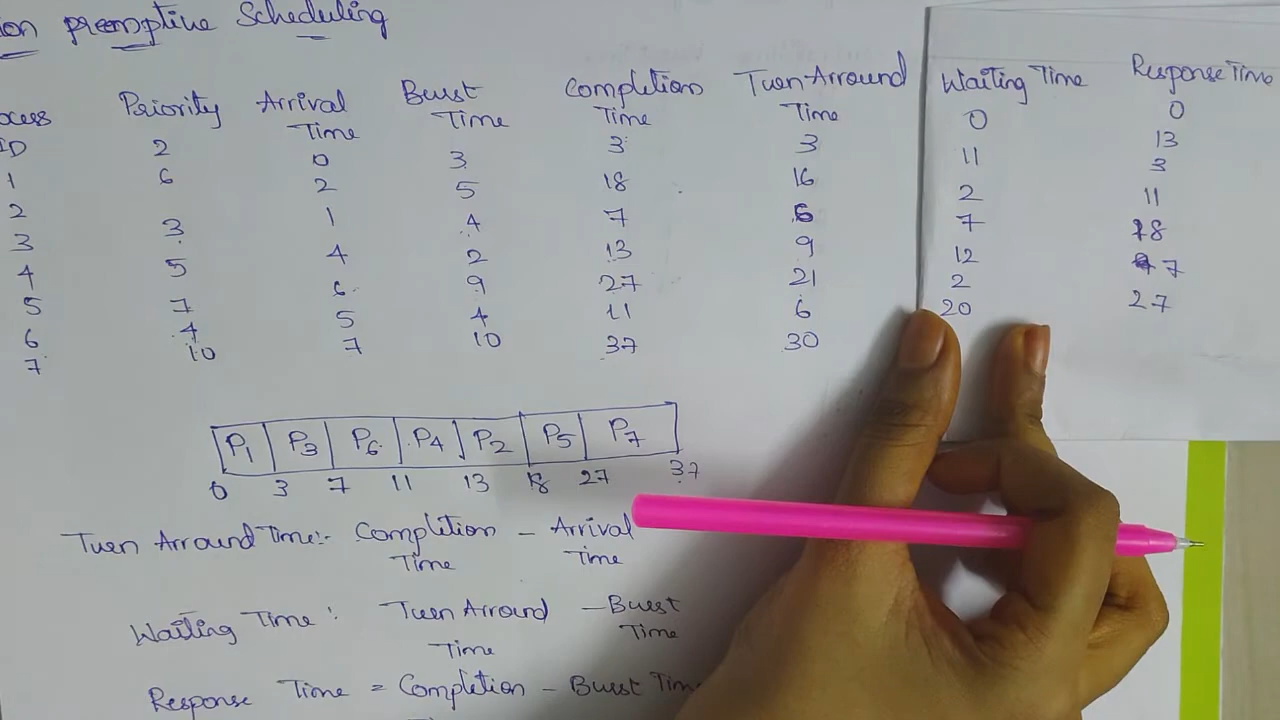 on preemptive Scheduling
ocess ID Priority Arrival Time Burst Time Completion Time Turn Arround Time Waiting Time Response Time
1 2 0 3 3 3 0 0
2 6 2 5 18 16 11 13
3 3 1 4 7 6 2 3
4 5 4 2 13 9 7 11
5 7 6 9 27 21 12 18
6 4 5 4 11 6 2 7
7 10 7 10 37 30 20 27
P1 P3 P6 P4 P2 P5 P7
0 3 7 11 13 18 27 37
Turn Arround Time:- Completion Time - Arrival Time
Waiting Time: Turn Arround Time - Burst Time
Response Time = Completion - Burst Time